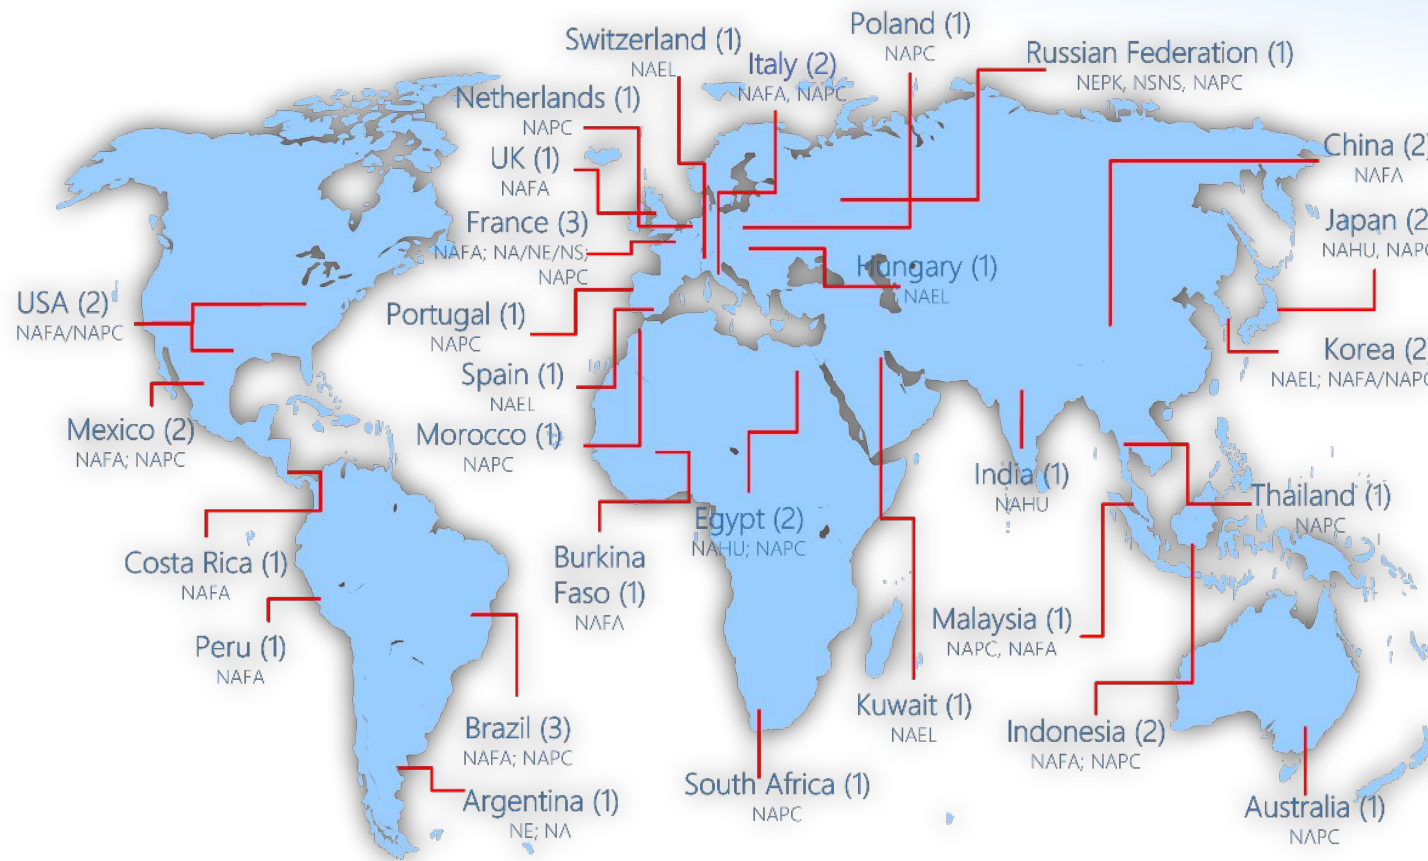 Switzerland (1)
NAEL
Poland (1)
NAPC
Italy (2)
NAFA, NAPC
Russian Federation (1)
NEPK, NSNS, NAPC
Netherlands (1)
NAPC
UK (1)
NAFA
France (3)
NAFA; NA/NE/NS;
NAPC
China (2)
NAFA
Japan (2)
NAHU, NAPC
Hungary (1)
NAEL
USA (2)
NAFA/NAPC
Portugal (1)
NAPC
Korea (2)
NAEL; NAFA/NAPC
Spain (1)
NAEL
Mexico (2)
NAFA; NAPC
Morocco (1)
NAPC
India (1)
NAHU
Thailand (1)
NAPC
Egypt (2)
NAHU; NAPC
Costa Rica (1)
NAFA
Burkina
Faso (1)
NAFA
Peru (1)
NAFA
Malaysia (1)
NAPC, NAFA
Kuwait (1)
NAEL
Brazil (3)
NAFA; NAPC
Indonesia (2)
NAFA; NAPC
South Africa (1)
NAPC
Argentina (1)
NE; NA
Australia (1)
NAPC